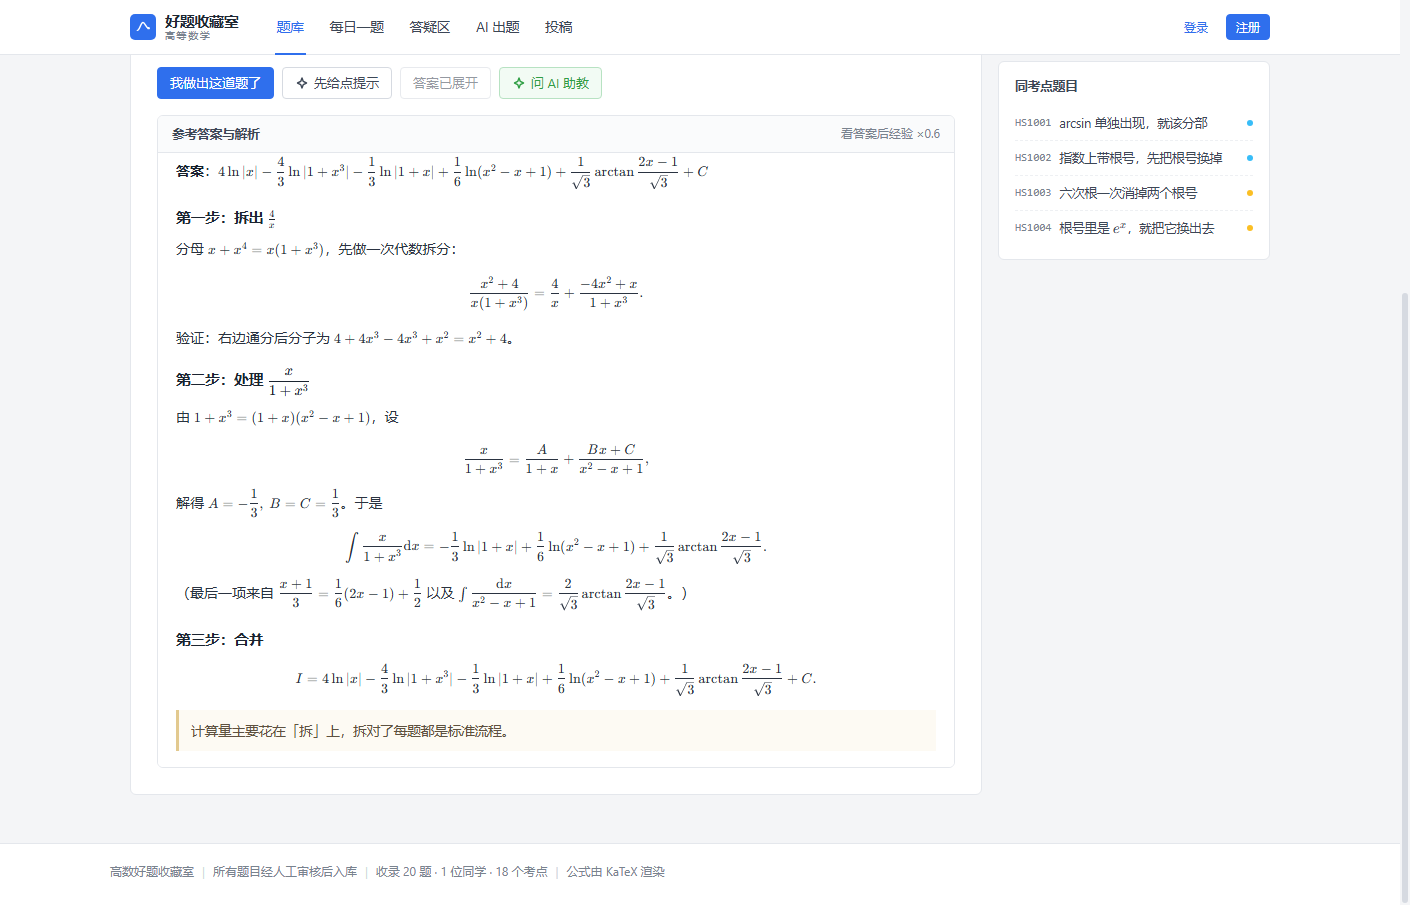 好题收藏室
高等数学
题库 每日一题 答疑区 AI 出题 投稿
登录 注册
我做出这道题了 先给点提示 答案已展开 问 AI 助教
参考答案与解析 看答案后经验 ×0.6
答案：4 ln |x| − 4/3 ln |1 + x³| − 1/3 ln |1 + x| + 1/6 ln(x² − x + 1) + 1/√3 arctan (2x − 1)/√3 + C
第一步：拆出 4/x
分母 x + x⁴ = x(1 + x³)，先做一次代数拆分：
(x² + 4)/(x(1 + x³)) = 4/x + (−4x² + x)/(1 + x³).
验证：右边通分后分子为 4 + 4x³ − 4x³ + x² = x² + 4。
第二步：处理 x/(1 + x³)
由 1 + x³ = (1 + x)(x² − x + 1)，设
x/(1 + x³) = A/(1 + x) + (Bx + C)/(x² − x + 1),
解得 A = −1/3, B = C = 1/3。于是
∫ x/(1 + x³) dx = −1/3 ln |1 + x| + 1/6 ln(x² − x + 1) + 1/√3 arctan (2x − 1)/√3.
（最后一项来自 (x + 1)/3 = 1/6(2x − 1) + 1/2 以及 ∫ dx/(x² − x + 1) = 2/√3 arctan (2x − 1)/√3。）
第三步：合并
I = 4 ln |x| − 4/3 ln |1 + x³| − 1/3 ln |1 + x| + 1/6 ln(x² − x + 1) + 1/√3 arctan (2x − 1)/√3 + C.
计算量主要花在「拆」上，拆对了每题都是标准流程。
同考点题目
HS1001 arcsin 单独出现，就该分部
HS1002 指数上带根号，先把根号换掉
HS1003 六次根一次消掉两个根号
HS1004 根号里是 eˣ，就把它换出去
高数好题收藏室 | 所有题目经人工审核后入库 | 收录 20 题 · 1 位同学 · 18 个考点 | 公式由 KaTeX 渲染